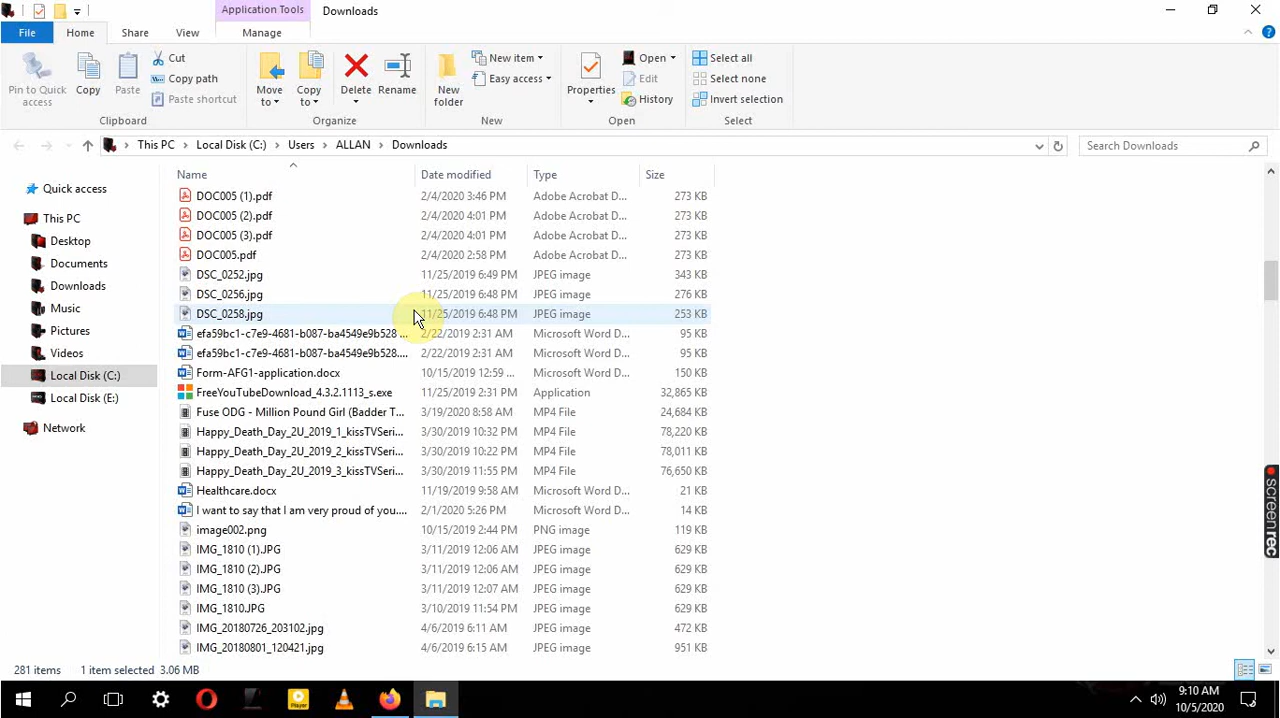 Application Tools
Downloads
File
Home
Share
View
Manage
Pin to Quick access
Copy
Paste
Cut
Copy path
Paste shortcut
Clipboard
Move to
Copy to
Delete
Rename
Organize
New folder
New item
Easy access
New
Properties
Open
Edit
History
Open
Select all
Select none
Invert selection
Select
This PC > Local Disk (C:) > Users > ALLAN > Downloads
Search Downloads
Quick access
This PC
Desktop
Documents
Downloads
Music
Pictures
Videos
Local Disk (C:)
Local Disk (E:)
Network
Name Date modified Type Size
DOC005 (1).pdf 2/4/2020 3:46 PM Adobe Acrobat D... 273 KB
DOC005 (2).pdf 2/4/2020 4:01 PM Adobe Acrobat D... 273 KB
DOC005 (3).pdf 2/4/2020 4:01 PM Adobe Acrobat D... 273 KB
DOC005.pdf 2/4/2020 2:58 PM Adobe Acrobat D... 273 KB
DSC_0252.jpg 11/25/2019 6:49 PM JPEG image 343 KB
DSC_0256.jpg 11/25/2019 6:48 PM JPEG image 276 KB
DSC_0258.jpg 11/25/2019 6:48 PM JPEG image 253 KB
efa59bc1-c7e9-4681-b087-ba4549e9b528 ... 2/22/2019 2:31 AM Microsoft Word D... 95 KB
efa59bc1-c7e9-4681-b087-ba4549e9b528.... 2/22/2019 2:31 AM Microsoft Word D... 95 KB
Form-AFG1-application.docx 10/15/2019 12:59 ... Microsoft Word D... 150 KB
FreeYouTubeDownload_4.3.2.1113_s.exe 11/25/2019 2:31 PM Application 32,865 KB
Fuse ODG - Million Pound Girl (Badder T... 3/19/2020 8:58 AM MP4 File 24,684 KB
Happy_Death_Day_2U_2019_1_kissTVSeri... 3/30/2019 10:32 PM MP4 File 78,220 KB
Happy_Death_Day_2U_2019_2_kissTVSeri... 3/30/2019 10:22 PM MP4 File 78,011 KB
Happy_Death_Day_2U_2019_3_kissTVSeri... 3/30/2019 11:55 PM MP4 File 76,650 KB
Healthcare.docx 11/19/2019 9:58 AM Microsoft Word D... 21 KB
I want to say that I am very proud of you.... 2/1/2020 5:26 PM Microsoft Word D... 14 KB
image002.png 10/15/2019 2:44 PM PNG image 119 KB
IMG_1810 (1).JPG 3/11/2019 12:06 AM JPEG image 629 KB
IMG_1810 (2).JPG 3/11/2019 12:06 AM JPEG image 629 KB
IMG_1810 (3).JPG 3/11/2019 12:07 AM JPEG image 629 KB
IMG_1810.JPG 3/10/2019 11:54 PM JPEG image 629 KB
IMG_20180726_203102.jpg 4/6/2019 6:11 AM JPEG image 472 KB
IMG_20180801_120421.jpg 4/6/2019 6:15 AM JPEG image 951 KB
screenrec
281 items 1 item selected 3.06 MB
Player
9:10 AM
10/5/2020